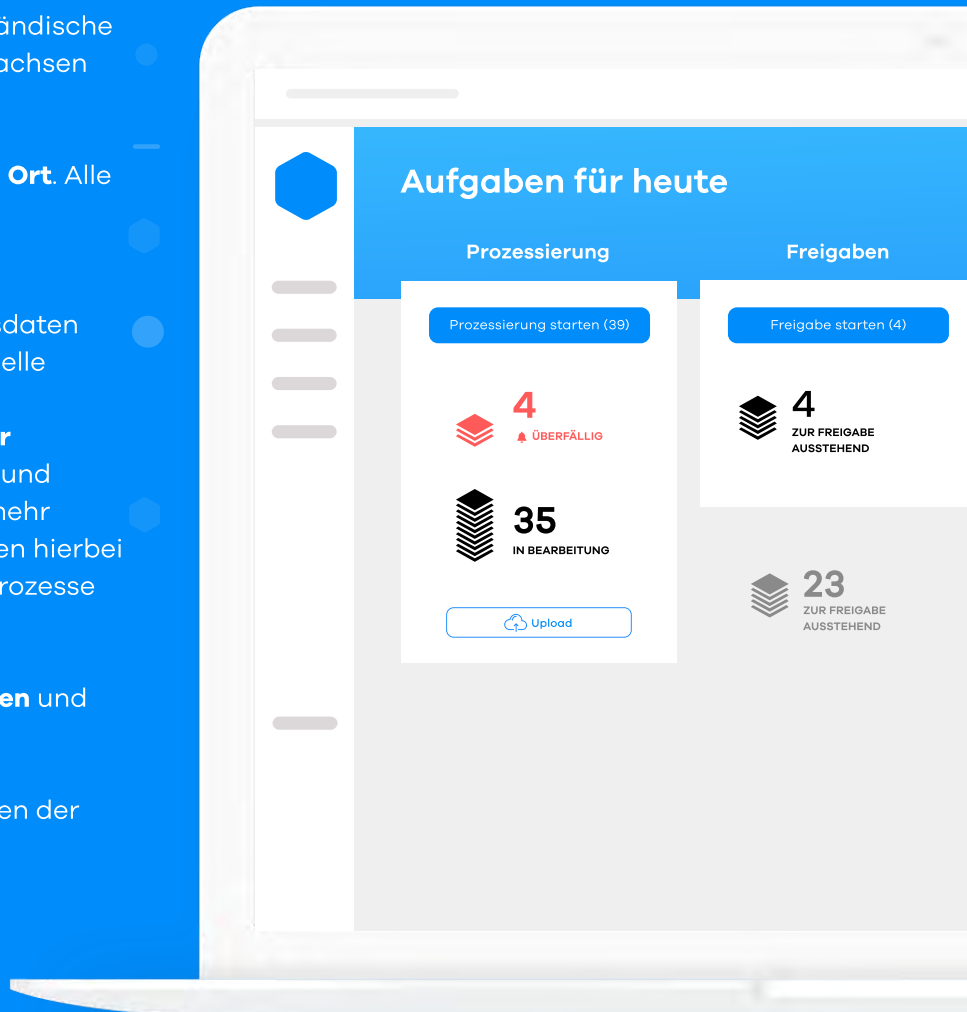 ändische
achsen
Ort. Alle
daten
elle
r
und
nehr
en hierbei
rozesse
en und
en der
Aufgaben für heute
Prozessierung
Prozessierung starten (39)
4
ÜBERFÄLLIG
35
IN BEARBEITUNG
Upload
Freigaben
Freigabe starten (4)
4
ZUR FREIGABE
AUSSTEHEND
23
ZUR FREIGABE
AUSSTEHEND